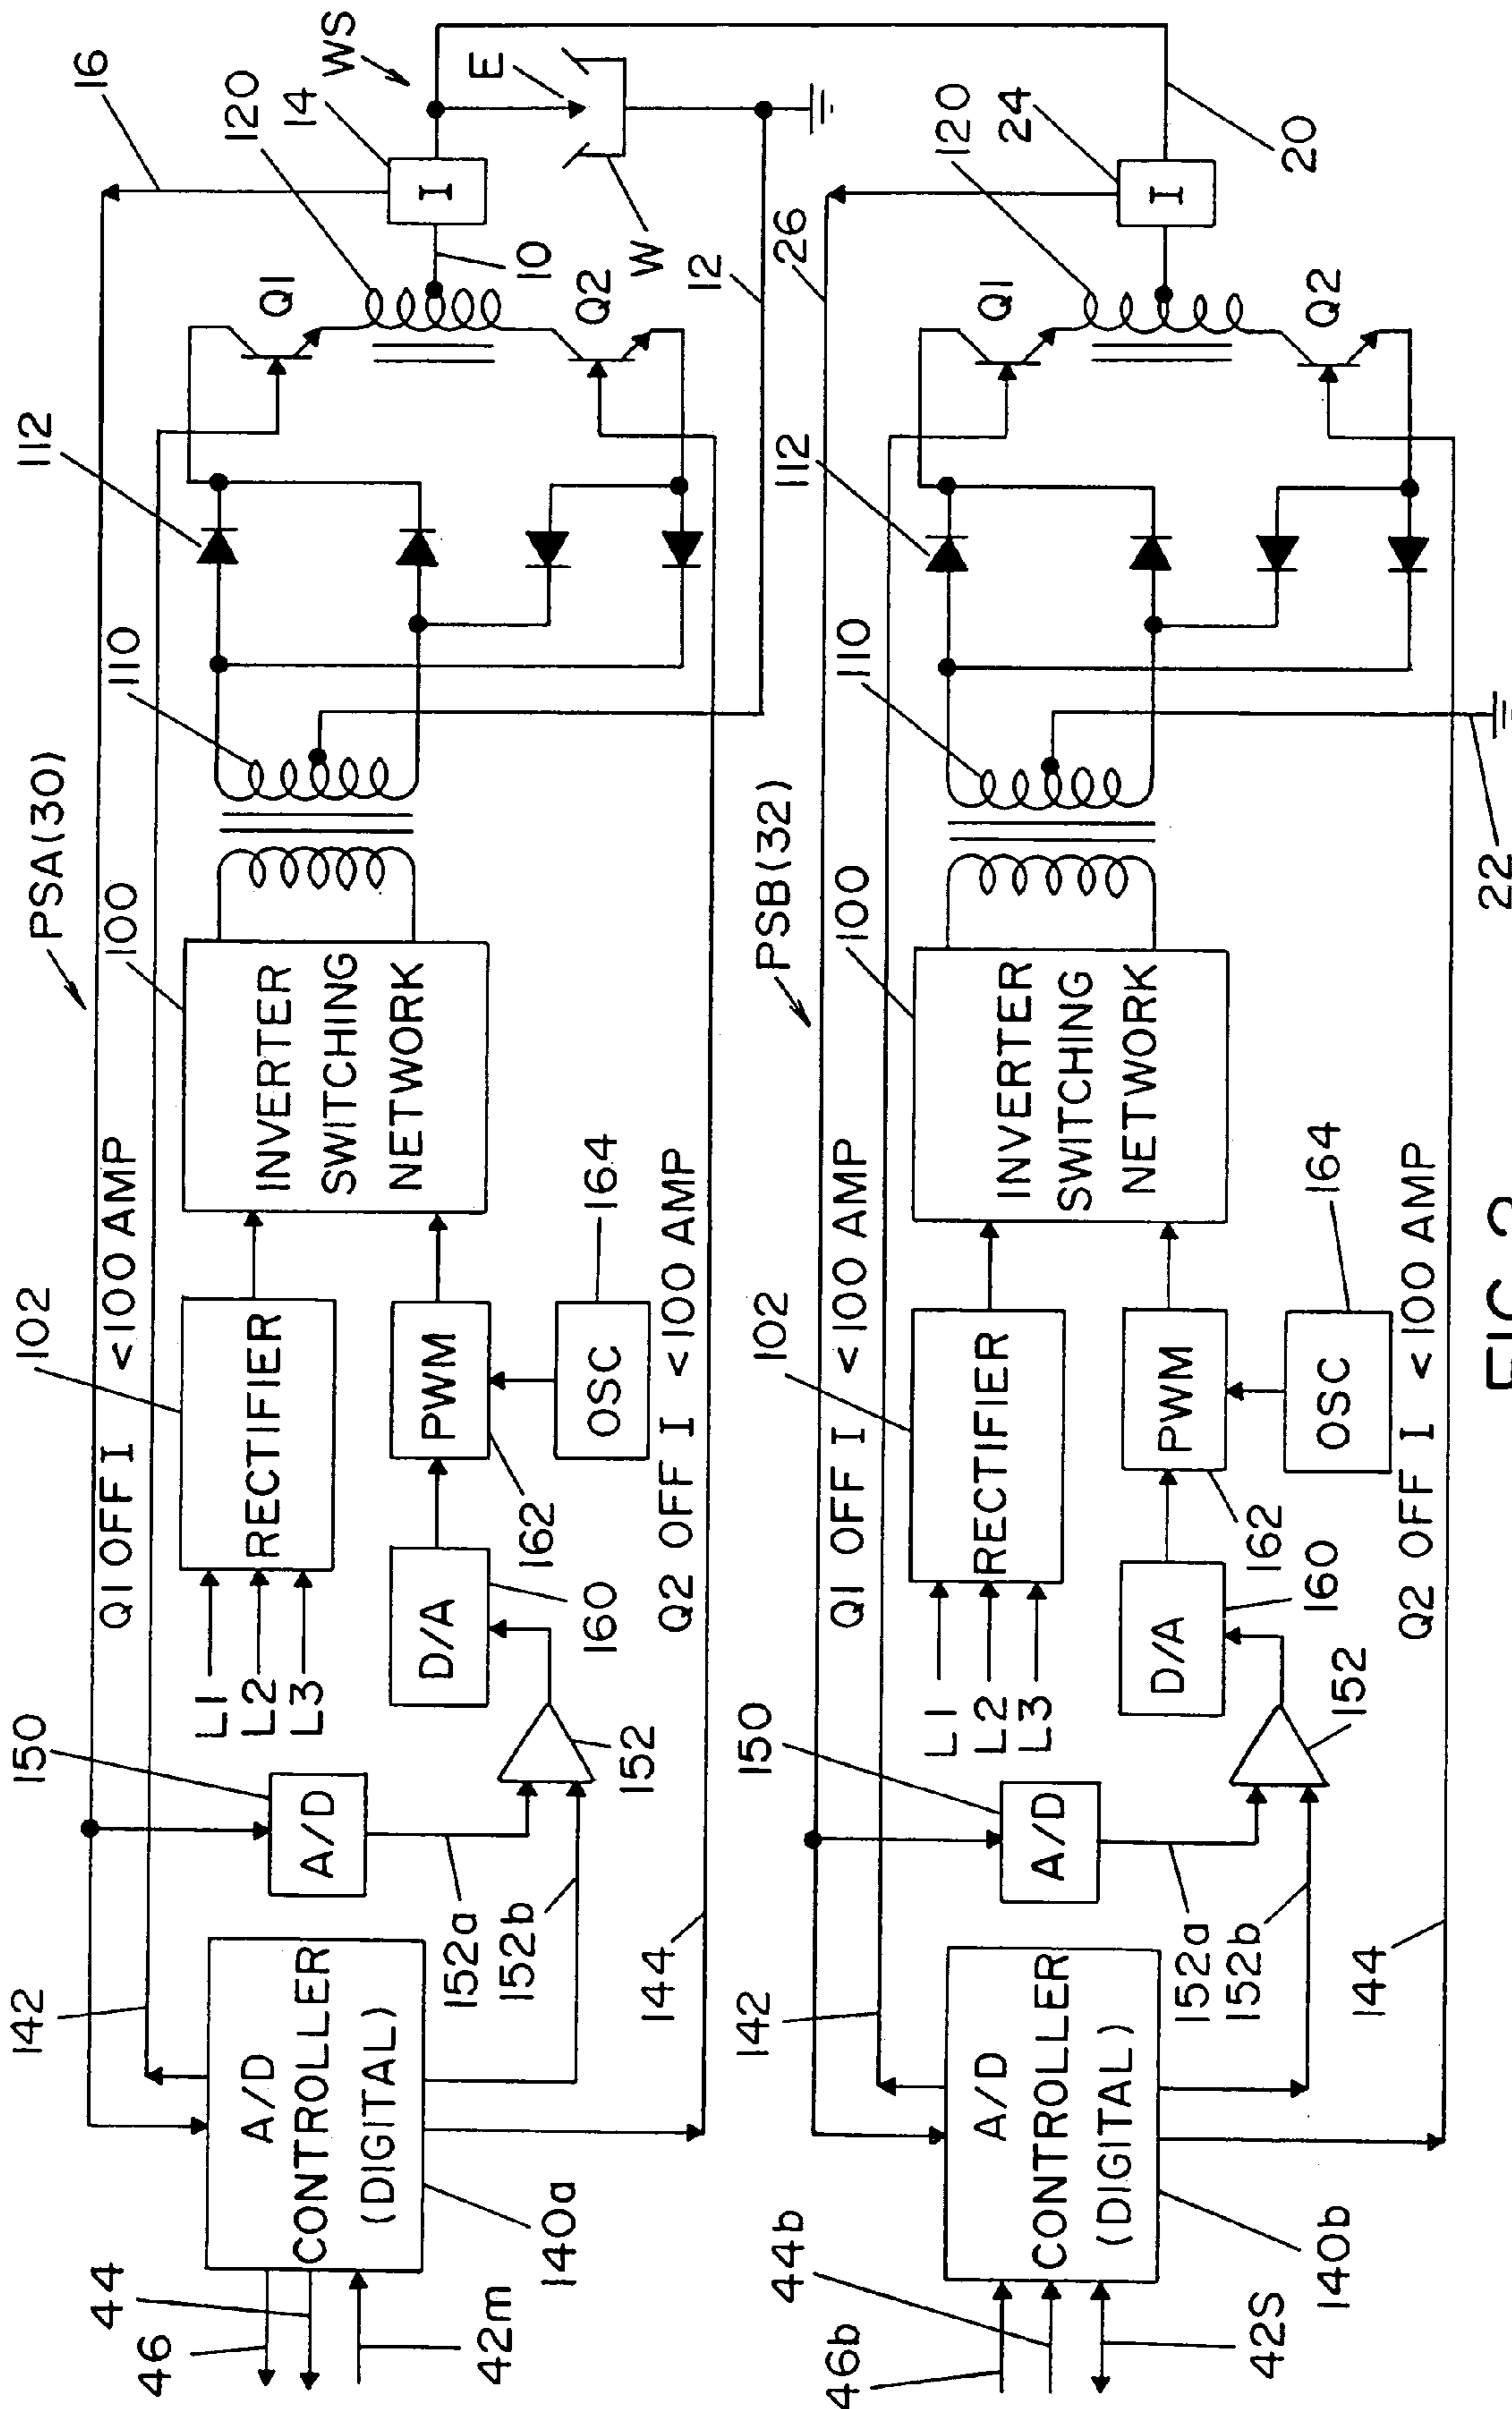 PSA(30)
16
WS
120
14
E
112
110
100
Q1 OFF I <100 AMP
102
150
142
Q1
10
W
Q2
12
INVERTER
SWITCHING
NETWORK
RECTIFIER
L1
L2
L3
PWM
OSC
164
162
D/A
160
152
A/D
152a
152b
A/D
CONTROLLER
(DIGITAL)
140a
44
46
42m
144
Q2 OFF I <100 AMP
I
PSB(32)
26
120
24
20
112
110
100
Q1 OFF I <100 AMP
102
150
142
Q1
Q2
I
INVERTER
SWITCHING
NETWORK
RECTIFIER
L1
L2
L3
PWM
OSC
164
162
D/A
160
152
A/D
152a
152b
A/D
CONTROLLER
(DIGITAL)
140b
44b
46b
42S
144
Q2 OFF I <100 AMP
22